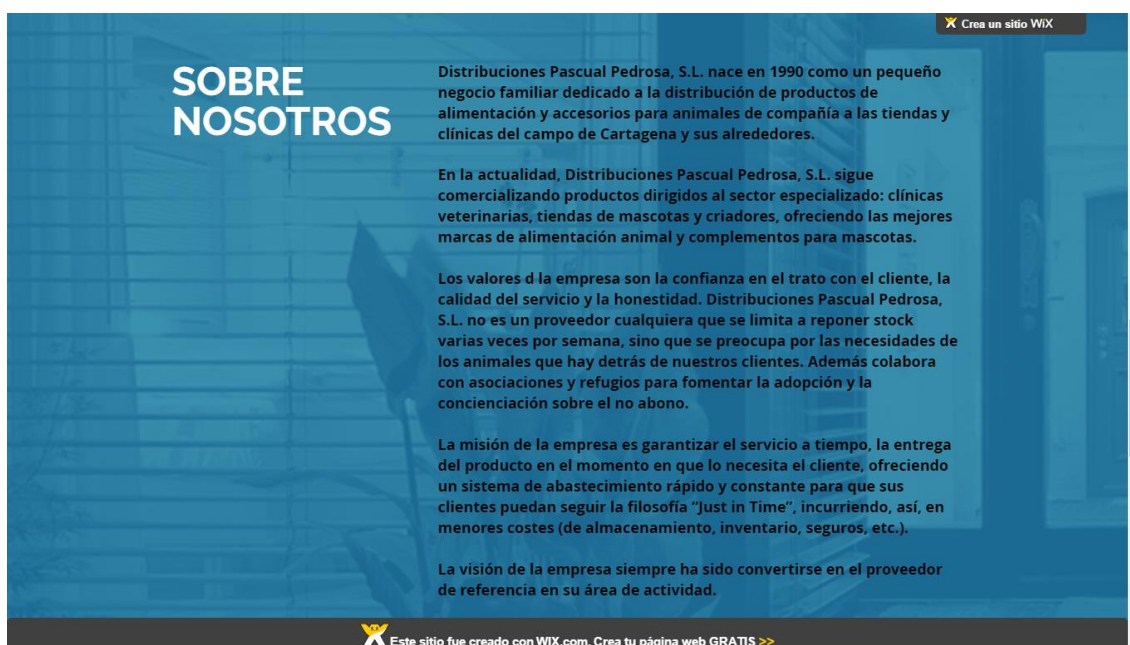 Crea un sitio WiX
SOBRE
NOSOTROS
Distribuciones Pascual Pedrosa, S.L. nace en 1990 como un pequeño
negocio familiar dedicado a la distribución de productos de
alimentación y accesorios para animales de compañía a las tiendas y
clínicas del campo de Cartagena y sus alrededores.
En la actualidad, Distribuciones Pascual Pedrosa, S.L. sigue
comercializando productos dirigidos al sector especializado: clínicas
veterinarias, tiendas de mascotas y criadores, ofreciendo las mejores
marcas de alimentación animal y complementos para mascotas.
Los valores d la empresa son la confianza en el trato con el cliente, la
calidad del servicio y la honestidad. Distribuciones Pascual Pedrosa,
S.L. no es un proveedor cualquiera que se limita a reponer stock
varias veces por semana, sino que se preocupa por las necesidades de
los animales que hay detrás de nuestros clientes. Además colabora
con asociaciones y refugios para fomentar la adopción y la
concienciación sobre el no abono.
La misión de la empresa es garantizar el servicio a tiempo, la entrega
del producto en el momento en que lo necesita el cliente, ofreciendo
un sistema de abastecimiento rápido y constante para que sus
clientes puedan seguir la filosofía “Just in Time”, incurriendo, así, en
menores costes (de almacenamiento, inventario, seguros, etc.).
La visión de la empresa siempre ha sido convertirse en el proveedor
de referencia en su área de actividad.
Este sitio fue creado con WIX.com. Crea tu página web GRATIS >>